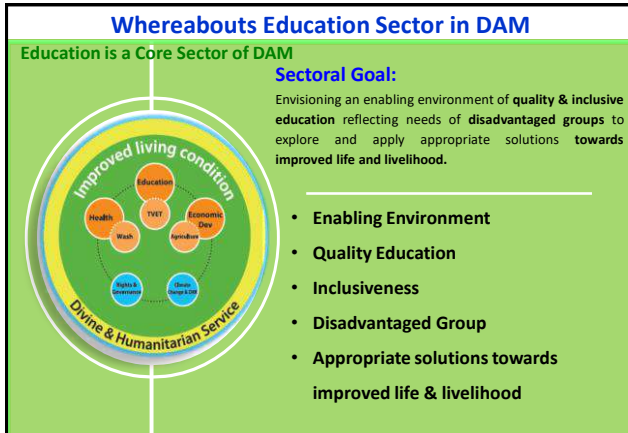 Whereabouts Education Sector in DAM
Education is a Core Sector of DAM
Sectoral Goal:
Envisioning an enabling environment of quality & inclusive
education reflecting needs of disadvantaged groups to
explore and apply appropriate solutions towards
improved life and livelihood.
Improved living condition
Education
Health
TVET
Economic
Dev
Wash
Agriculture
Rights &
Governance
Climate
Change & DRR
Divine & Humanitarian Service
• Enabling Environment
• Quality Education
• Inclusiveness
• Disadvantaged Group
• Appropriate solutions towards
improved life & livelihood